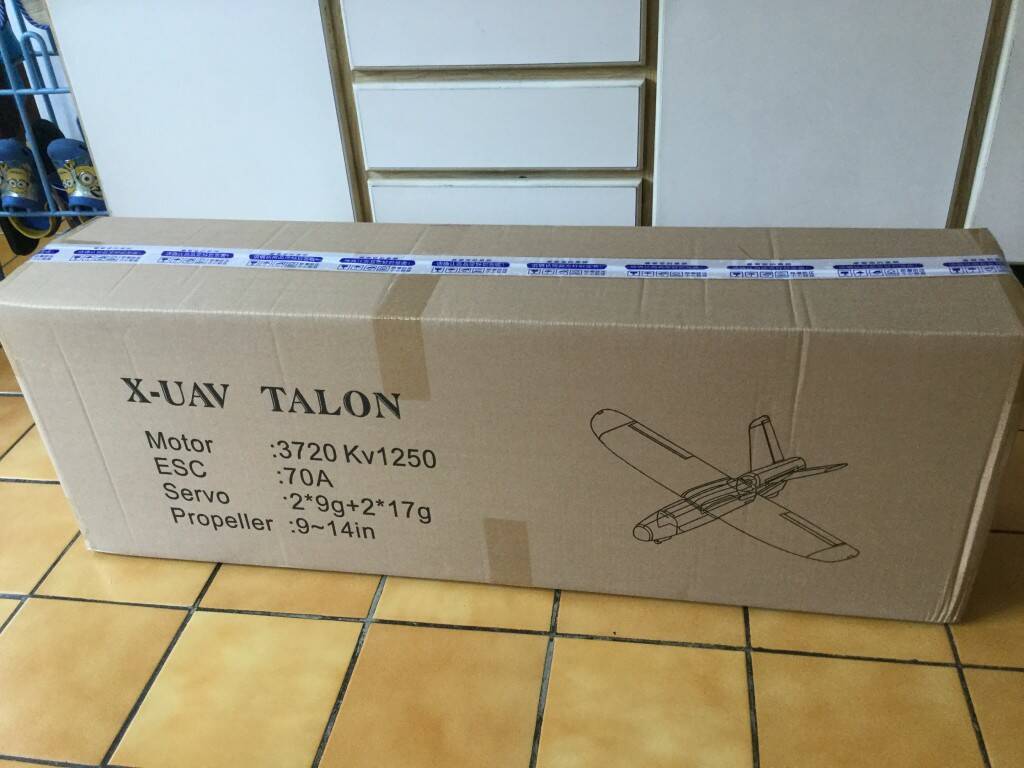 X-UAV TALON
Motor :3720 Kv1250
ESC :70A
Servo :2*9g+2*17g
Propeller :9~14in